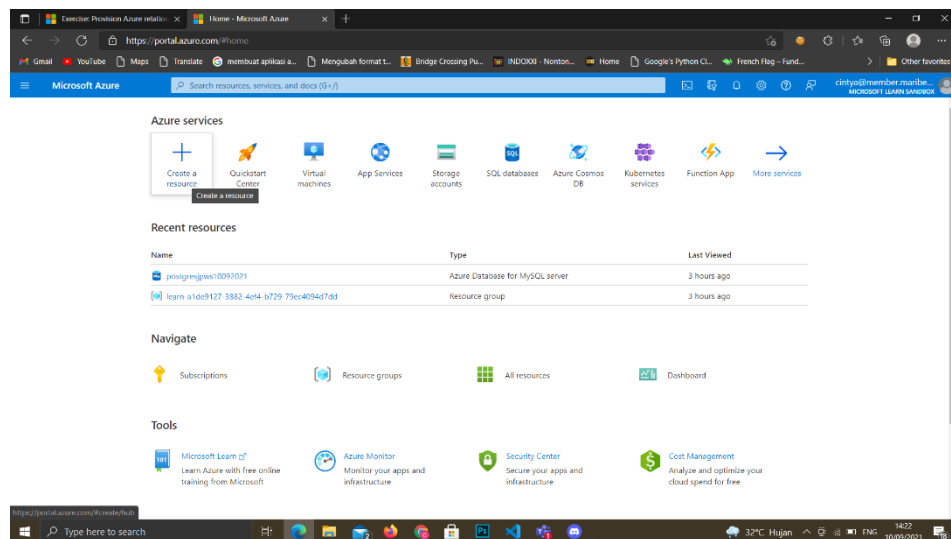 Exercise: Provision Azure relation
Home - Microsoft Azure
https://portal.azure.com/#home
Gmail YouTube Maps Translate membuat aplikasi a... Mengubah format t... Bridge Crossing Pu... INDOXXI - Nonton... Home Google's Python Cl... French Flag – Fund... Other favorites
Microsoft Azure
Search resources, services, and docs (G+/)
cintya@member.maribe...
MICROSOFT LEARN SANDBOX
Azure services
Create a resource
Quickstart Center
Virtual machines
App Services
Storage accounts
SQL databases
Azure Cosmos DB
Kubernetes services
Function App
More services
Create a resource
Recent resources
Name Type Last Viewed
postgresjpws10092021 Azure Database for MySQL server 3 hours ago
learn-a1de9127-3882-4ef4-b729-79ec4094d7dd Resource group 3 hours ago
Navigate
Subscriptions Resource groups All resources Dashboard
Tools
Microsoft Learn
Learn Azure with free online
training from Microsoft
Azure Monitor
Monitor your apps and
infrastructure
Security Center
Secure your apps and
infrastructure
Cost Management
Analyze and optimize your
cloud spend for free
https://portal.azure.com/#create/hub
Type here to search
32°C Hujan
ENG
14:22
10/09/2021